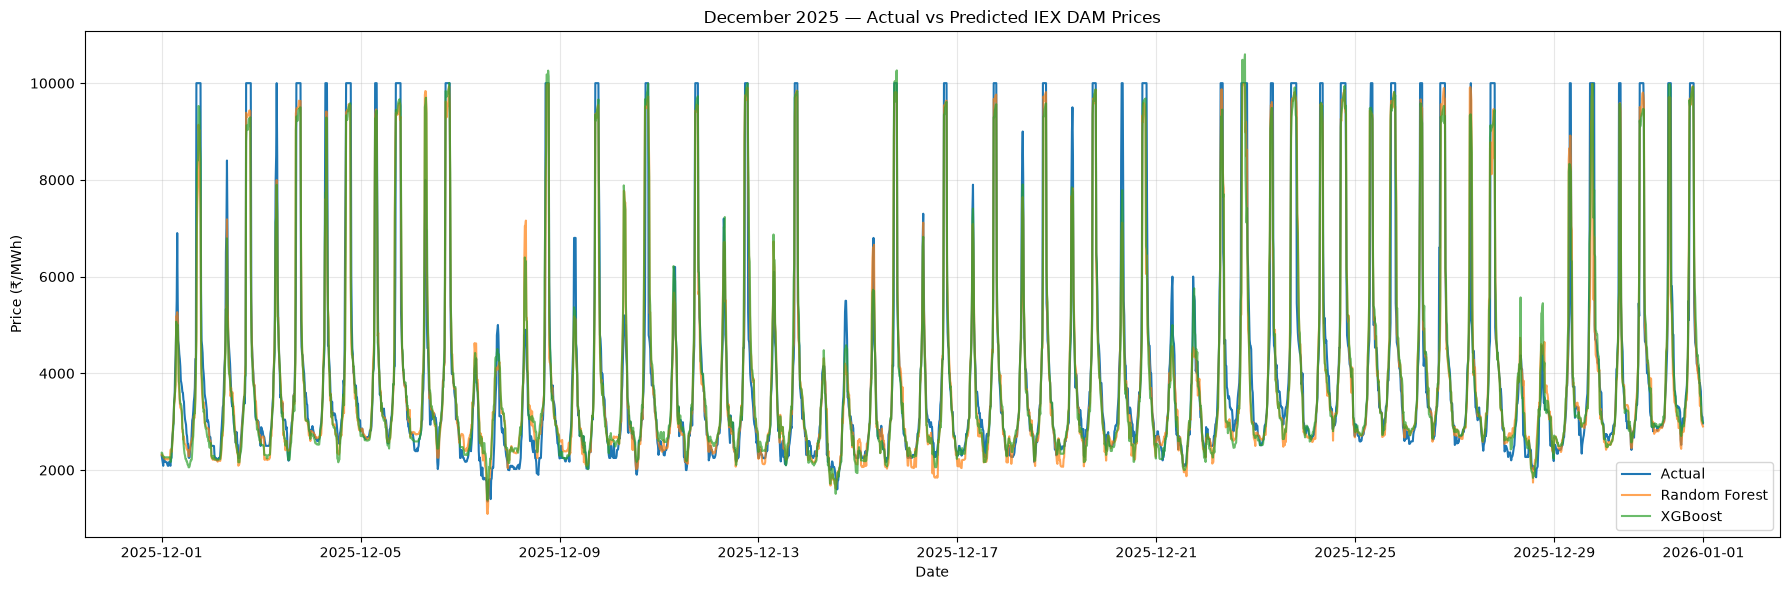 December 2025 — Actual vs Predicted IEX DAM Prices
Price (₹/MWh)
10000
8000
6000
4000
2000
Actual
Random Forest
XGBoost
2025-12-01 2025-12-05 2025-12-09 2025-12-13 2025-12-17 2025-12-21 2025-12-25 2025-12-29 2026-01-01
Date